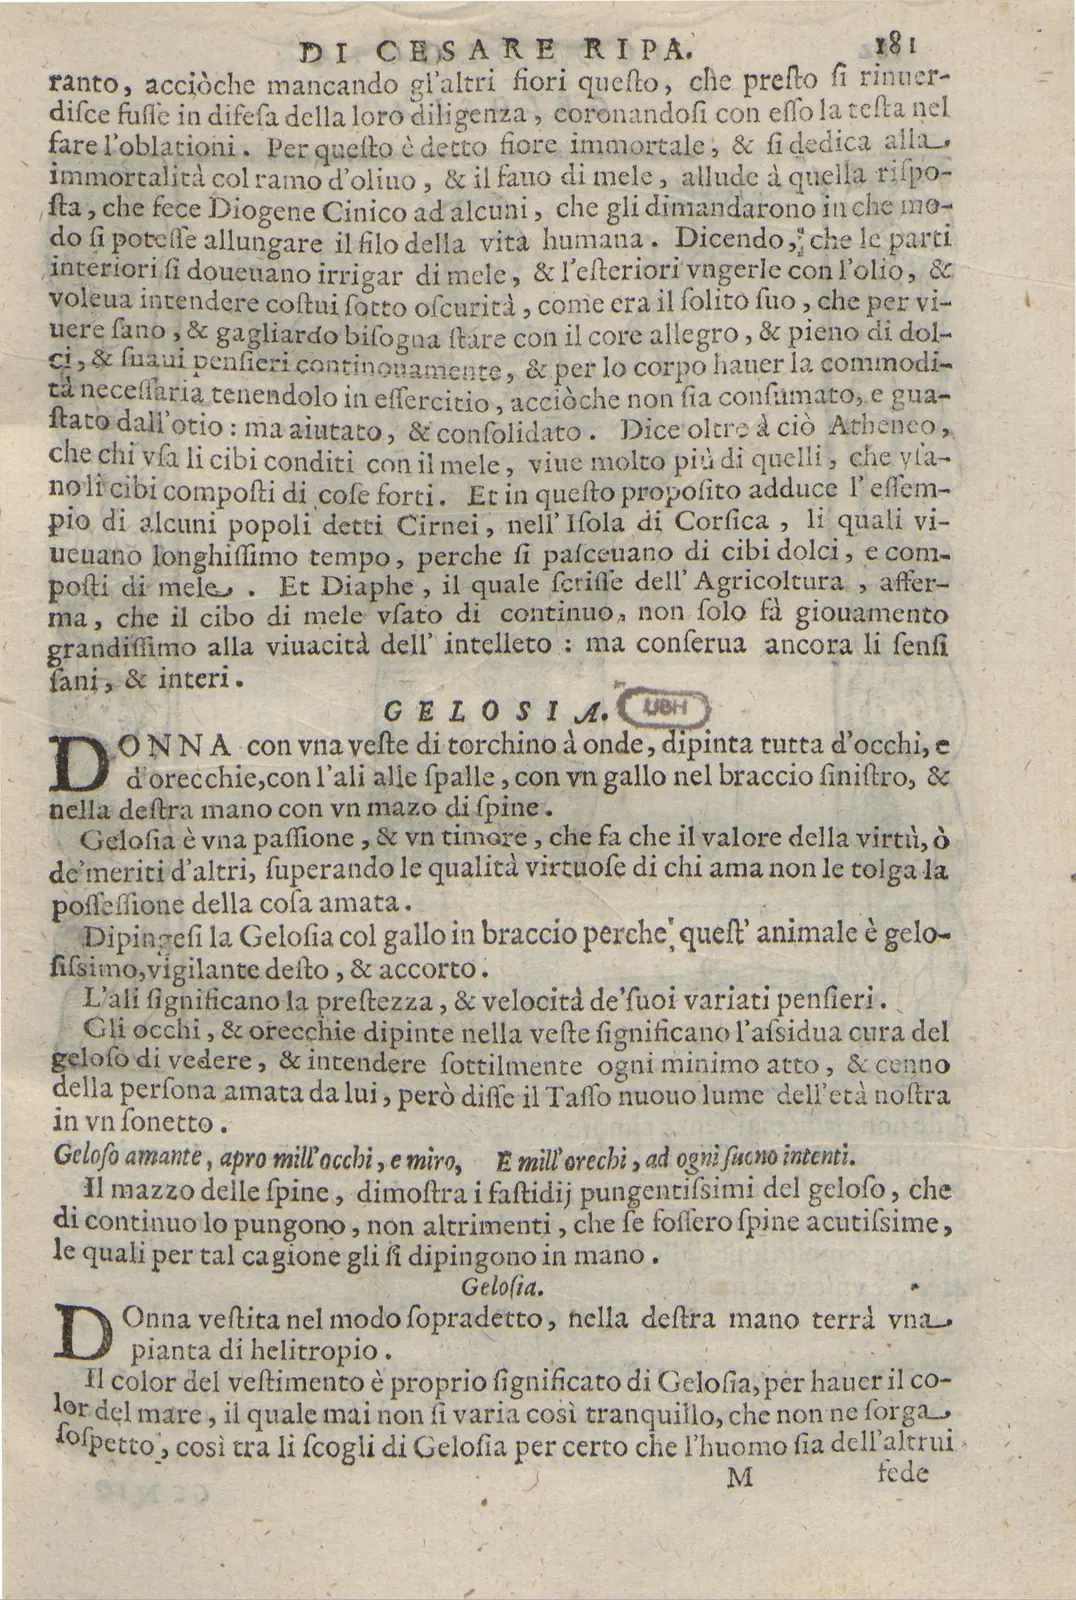 DI CESARE RIPA. 181
ranto, acciòche mancando gl'altri fiori queſto, che preſto ſi rinuer-
diſce fuſſe in difeſa della loro diligenza, coronandoſi con eſſo la teſta nel
fare l'oblationi. Per queſto è detto fiore immortale, & ſi dedica alla
immortalità col ramo d'oliuo, & il fauo di mele, allude à quella riſpo-
ſta, che fece Diogene Cinico ad alcuni, che gli dimandarono in che mo-
do ſi poteſſe allungare il filo della vita humana. Dicendo, che le parti
interiori ſi doueuano irrigar di mele, & l'eſteriori vngerle con l'olio, &
voleua intendere coſtui ſotto oſcurità, come era il ſolito ſuo, che per vi-
uere ſano, & gagliardo biſogna ſtare con il core allegro, & pieno di dol-
ci, & ſuaui penſieri continouamente, & per lo corpo hauer la commodi-
tà neceſſaria tenendolo in eſſercitio, acciòche non ſia conſumato, e gua-
ſtato dall'otio: ma aiutato, & conſolidato. Dice oltre à ciò Atheneo,
che chi vſa li cibi conditi con il mele, viue molto più di quelli, che vſa-
no li cibi compoſti di coſe forti. Et in queſto propoſito adduce l'eſſem-
pio di alcuni popoli detti Cirnei, nell'Iſola di Corſica, li quali vi-
ueuano longhiſſimo tempo, perche ſi paſceuano di cibi dolci, e com-
poſti di mele. Et Diaphe, il quale ſcriſſe dell'Agricoltura, affer-
ma, che il cibo di mele vſato di continuo, non ſolo fà giouamento
grandiſſimo alla viuacità dell'intelleto: ma conſerua ancora li ſenſi
ſani, & interi.
GELOSIA. UBH
DONNA con vna veſte di torchino à onde, dipinta tutta d'occhi, e
d'orecchie, con l'ali alle ſpalle, con vn gallo nel braccio ſiniſtro, &
nella deſtra mano con vn mazo di ſpine.
Geloſia è vna paſſione, & vn timore, che fa che il valore della virtù, ò
de'meriti d'altri, ſuperando le qualità virtuoſe di chi ama non le tolga la
poſſeſſione della coſa amata.
Dipingeſi la Geloſia col gallo in braccio perche queſt'animale è gelo-
ſiſsimo, vigilante deſto, & accorto.
L'ali ſignificano la preſtezza, & velocità de'ſuoi variati penſieri.
Gli occhi, & orecchie dipinte nella veſte ſignificano l'aſsidua cura del
geloſo di vedere, & intendere ſottilmente ogni minimo atto, & cenno
della perſona amata da lui, però diſſe il Taſſo nuouo lume dell'età noſtra
in vn ſonetto.
Geloſo amante, apro mill'occhi, e miro, E mill'orechi, ad ogni ſuono intenti.
Il mazzo delle ſpine, dimoſtra i faſtidij pungentiſsimi del geloſo, che
di continuo lo pungono, non altrimenti, che ſe foſſero ſpine acutiſsime,
le quali per tal cagione gli ſi dipingono in mano.
Geloſia.
DOnna veſtita nel modo ſopradetto, nella deſtra mano terrà vna
pianta di helitropio.
Il color del veſtimento è proprio ſignificato di Geloſia, per hauer il co-
lor del mare, il quale mai non ſi varia così tranquillo, che non ne ſorga
ſoſpetto, così tra li ſcogli di Geloſia per certo che l'huomo ſia dell'altrui
M fede